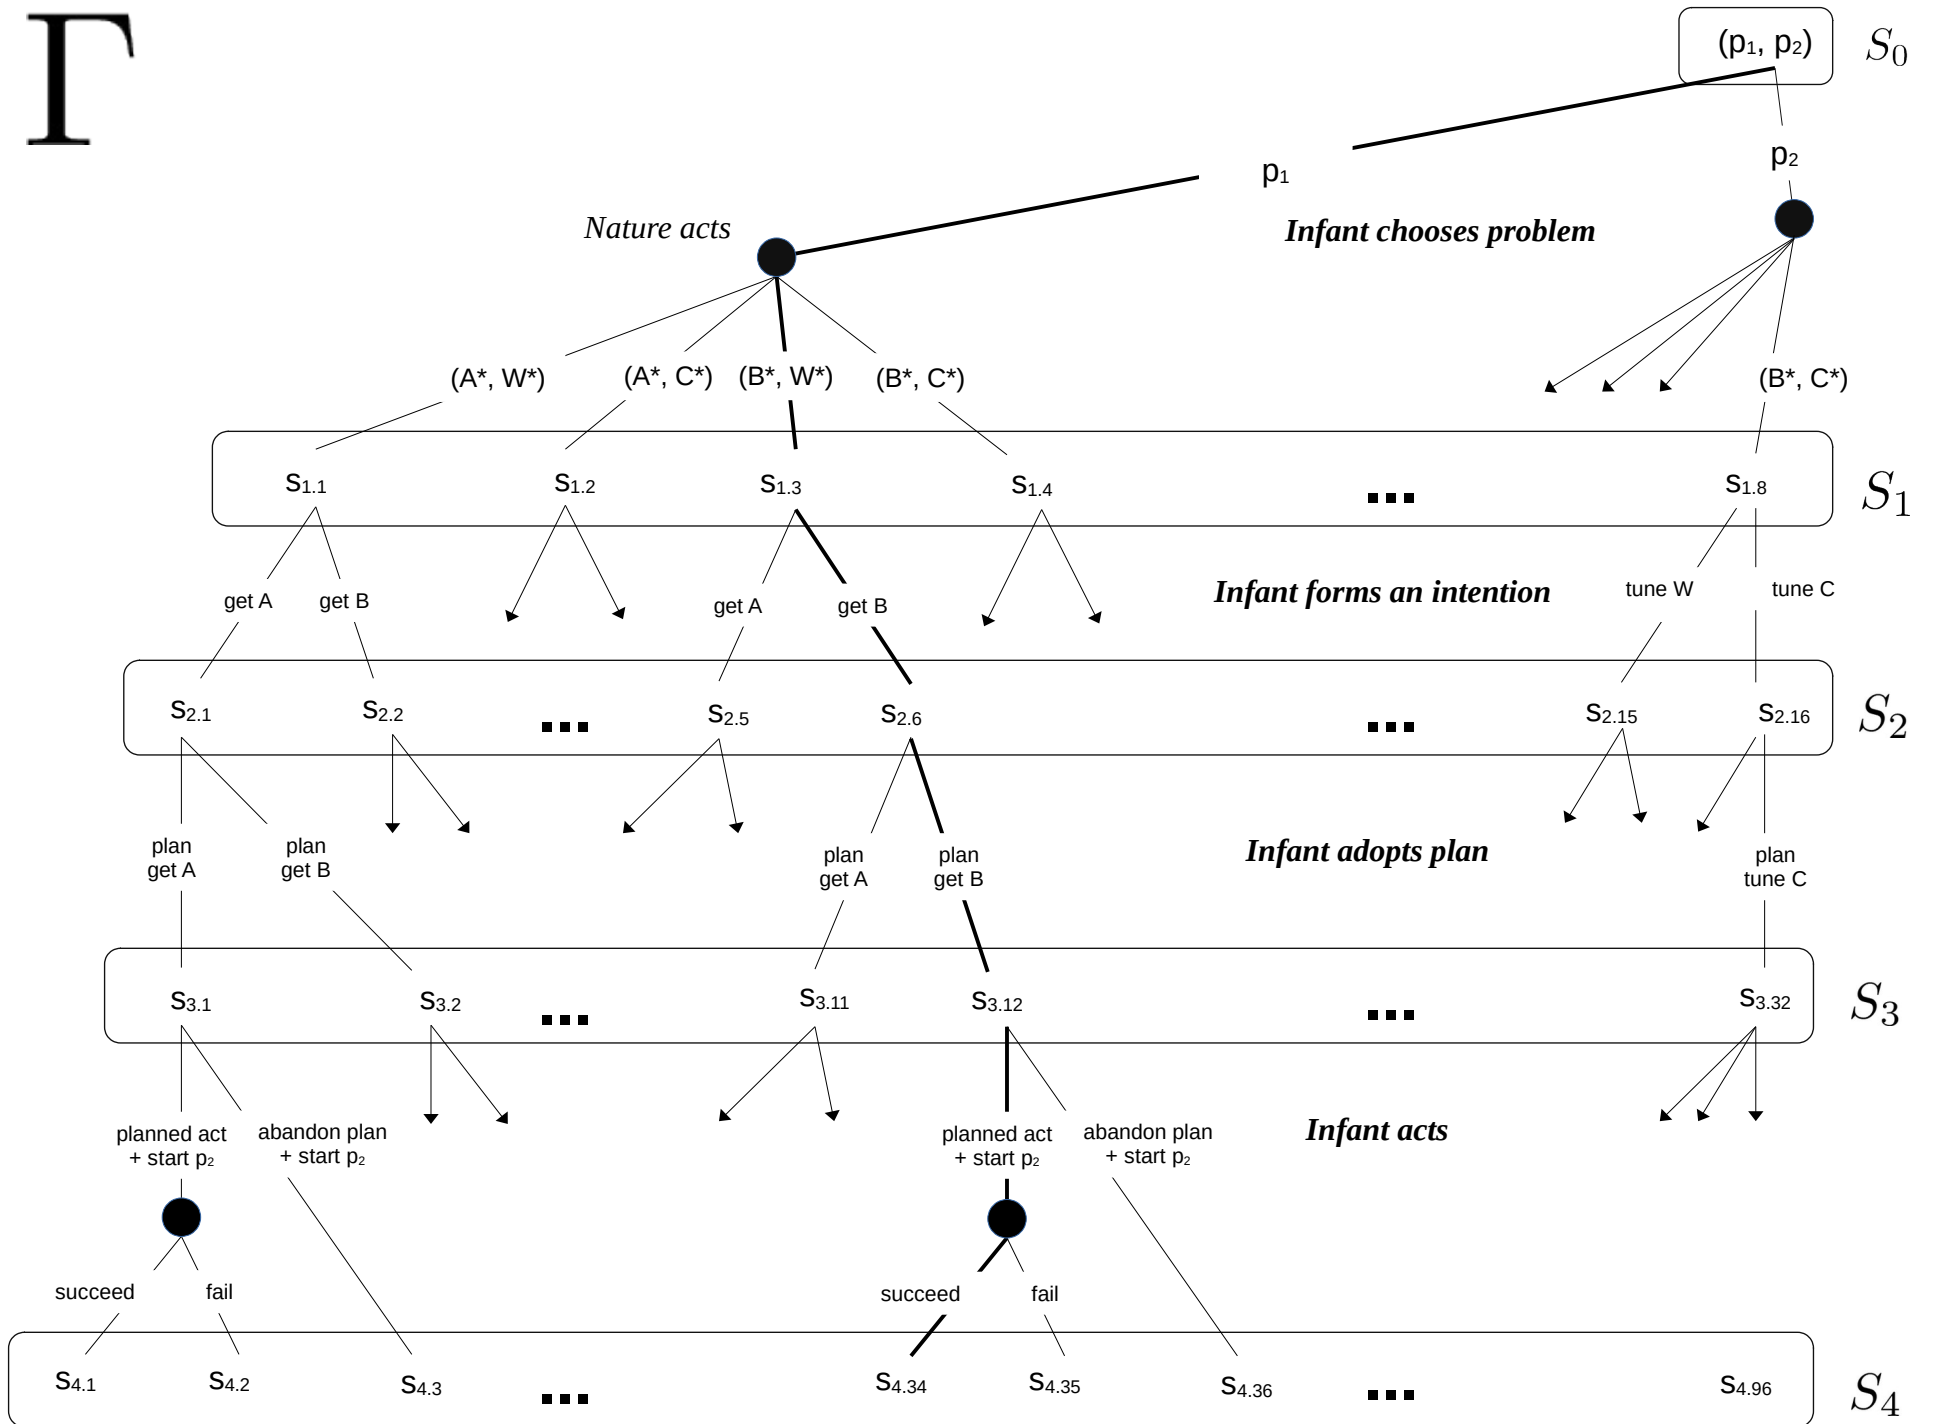 Γ
(p₁, p₂)
S₀
p₁
p₂
Nature acts
Infant chooses problem
(A*, W*)
(A*, C*)
(B*, W*)
(B*, C*)
(B*, C*)
s₁.₁
s₁.₂
s₁.₃
s₁.₄
...
s₁.₈
S₁
get A
get B
get A
get B
Infant forms an intention
tune W
tune C
s₂.₁
s₂.₂
...
s₂.₅
s₂.₆
...
s₂.₁₅
s₂.₁₆
S₂
plan
get A
plan
get B
plan
get A
plan
get B
Infant adopts plan
plan
tune C
s₃.₁
s₃.₂
...
s₃.₁₁
s₃.₁₂
...
s₃.₃₂
S₃
planned act
+ start p₂
abandon plan
+ start p₂
planned act
+ start p₂
abandon plan
+ start p₂
Infant acts
succeed
fail
succeed
fail
s₄.₁
s₄.₂
s₄.₃
...
s₄.₃₄
s₄.₃₅
s₄.₃₆
...
s₄.₉₆
S₄